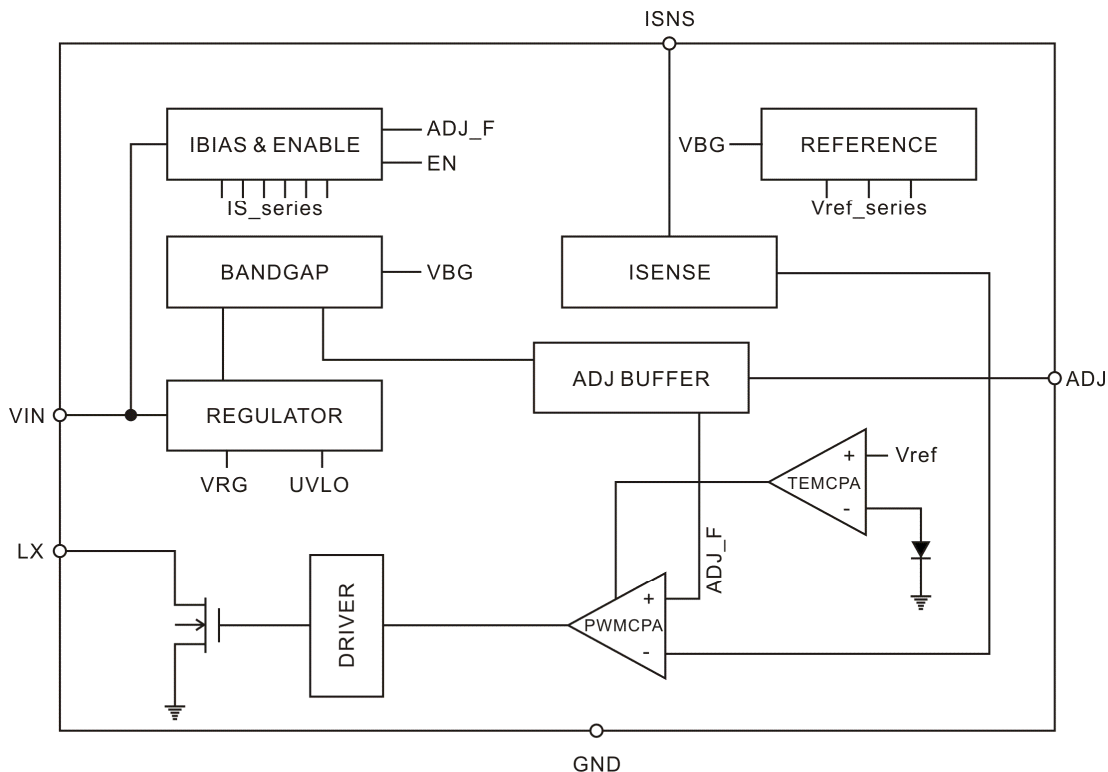 ISNS
ADJ_F
IBIAS & ENABLE
EN
IS_series
VBG
REFERENCE
Vref_series
BANDGAP
VBG
ISENSE
ADJ BUFFER
ADJ
VIN
REGULATOR
VRG
UVLO
+
Vref
TEMCPA
-
LX
DRIVER
ADJ_F
+
PWMCPA
-
GND